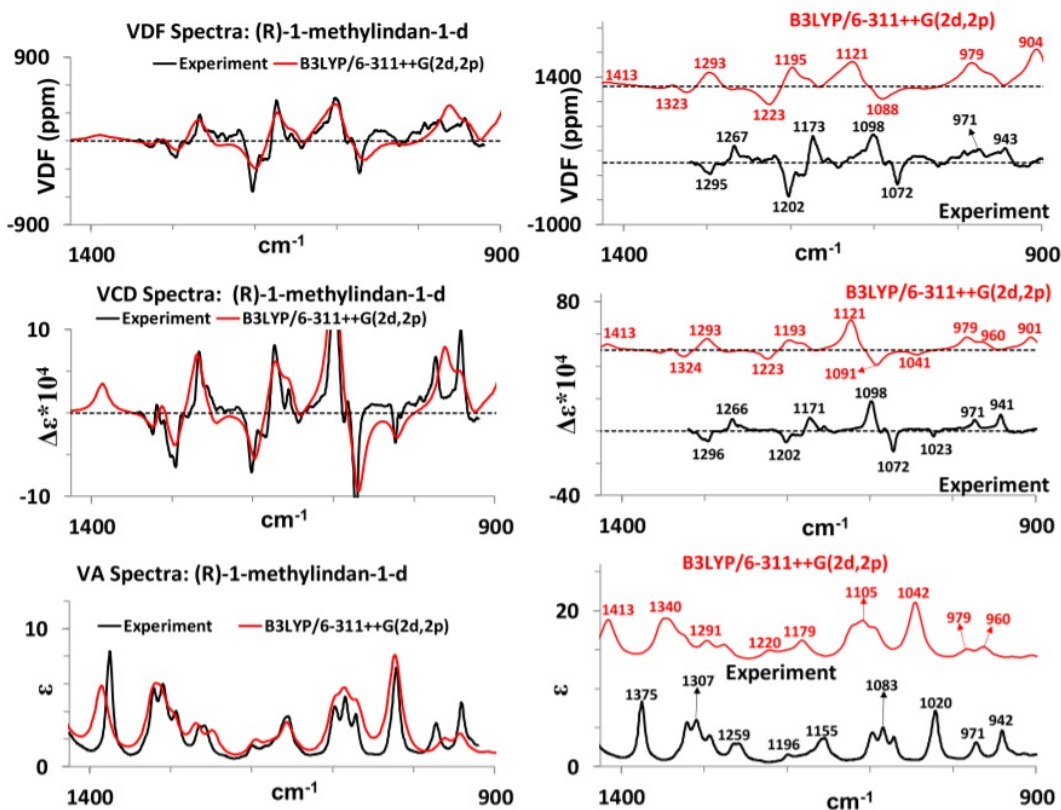 VDF Spectra: (R)-1-methylindan-1-d
Experiment B3LYP/6-311++G(2d,2p)
900
VDF (ppm)
-900
1400 cm-1 900
B3LYP/6-311++G(2d,2p)
1413 1293 1195 1121 979 904
1323 1223 1088
1400
VDF (ppm)
1267 1173 1098 971 943
1295 1202 1072
Experiment
-1000
1400 cm-1 900
VCD Spectra: (R)-1-methylindan-1-d
Experiment B3LYP/6-311++G(2d,2p)
10
Δε*10⁴
-10
1400 cm-1 900
B3LYP/6-311++G(2d,2p)
80
1413 1293 1193 1121 979 960 901
1324 1223 1091 1041
Δε*10⁴
1266 1171 1098 971 941
1296 1202 1072 1023
Experiment
-40
1400 cm-1 900
VA Spectra: (R)-1-methylindan-1-d
Experiment B3LYP/6-311++G(2d,2p)
10
ε
0
1400 cm-1 900
B3LYP/6-311++G(2d,2p)
20
1413 1340 1291 1220 1179 1105 1042 979 960
Experiment
ε
1375 1307 1259 1196 1155 1083 1020 971 942
0
1400 cm-1 900